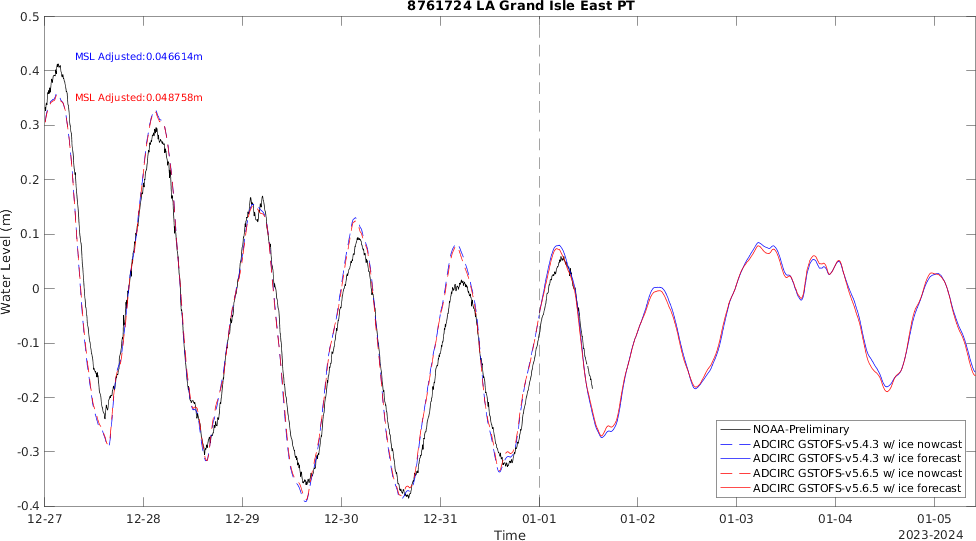 8761724 LA Grand Isle East PT
0.5
MSL Adjusted:0.046614m
0.4
MSL Adjusted:0.048758m
0.3
0.2
0.1
Water Level (m)
0
-0.1
-0.2
-0.3
-0.4
NOAA-Preliminary
ADCIRC GSTOFS-v5.4.3 w/ ice nowcast
ADCIRC GSTOFS-v5.4.3 w/ ice forecast
ADCIRC GSTOFS-v5.6.5 w/ ice nowcast
ADCIRC GSTOFS-v5.6.5 w/ ice forecast
12-27 12-28 12-29 12-30 12-31 01-01 01-02 01-03 01-04 01-05
Time
2023-2024